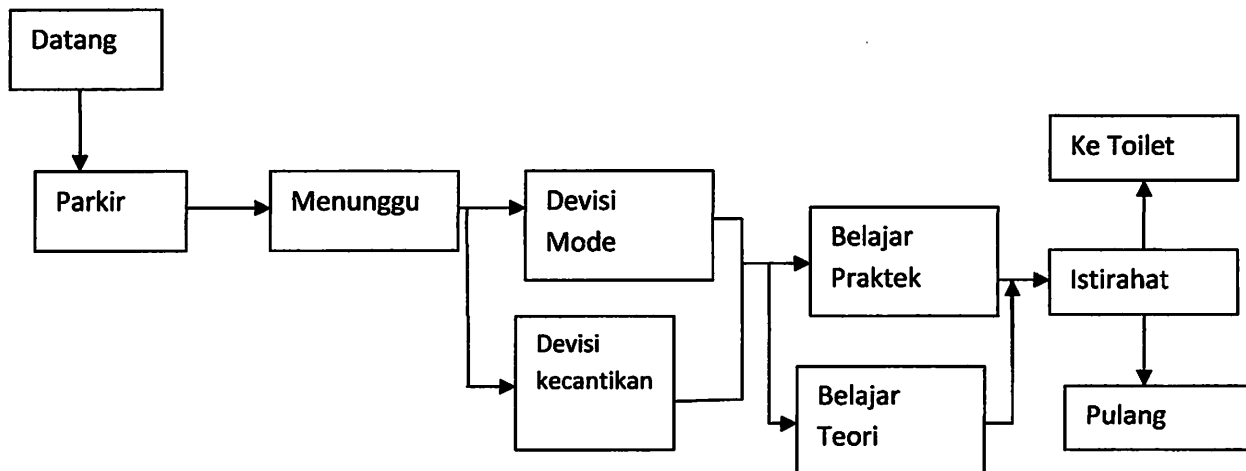 Datang
Parkir
Menunggu
Devisi
Mode
Devisi
kecantikan
Belajar
Praktek
Belajar
Teori
Ke Toilet
Istirahat
Pulang